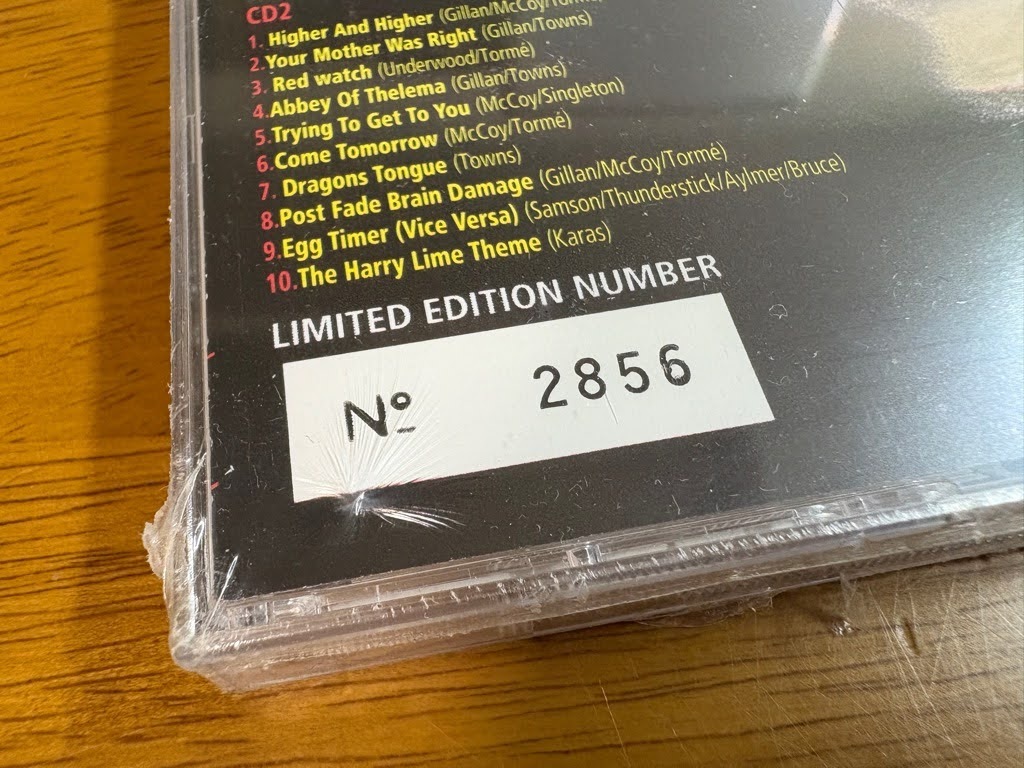 CD2
1. Higher And Higher (Gillan/McCoy/Tormé)
2.Your Mother Was Right (Gillan/Towns)
3. Red watch (Underwood/Tormé)
4.Abbey Of Thelema (Gillan/Towns)
5.Trying To Get To You (McCoy/Singleton)
6.Come Tomorrow (McCoy/Tormé)
7. Dragons Tongue (Towns)
8.Post Fade Brain Damage (Gillan/McCoy/Tormé)
9.Egg Timer (Vice Versa) (Samson/Thunderstick/Aylmer/Bruce)
10.The Harry Lime Theme (Karas)
LIMITED EDITION NUMBER
Nº 2856